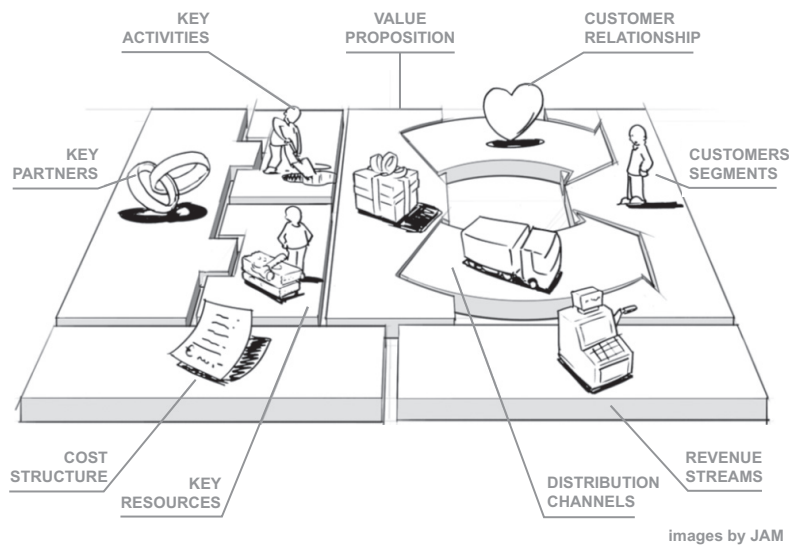 KEY
ACTIVITIES
VALUE
PROPOSITION
CUSTOMER
RELATIONSHIP
KEY
PARTNERS
CUSTOMERS
SEGMENTS
COST
STRUCTURE
KEY
RESOURCES
DISTRIBUTION
CHANNELS
REVENUE
STREAMS
images by JAM